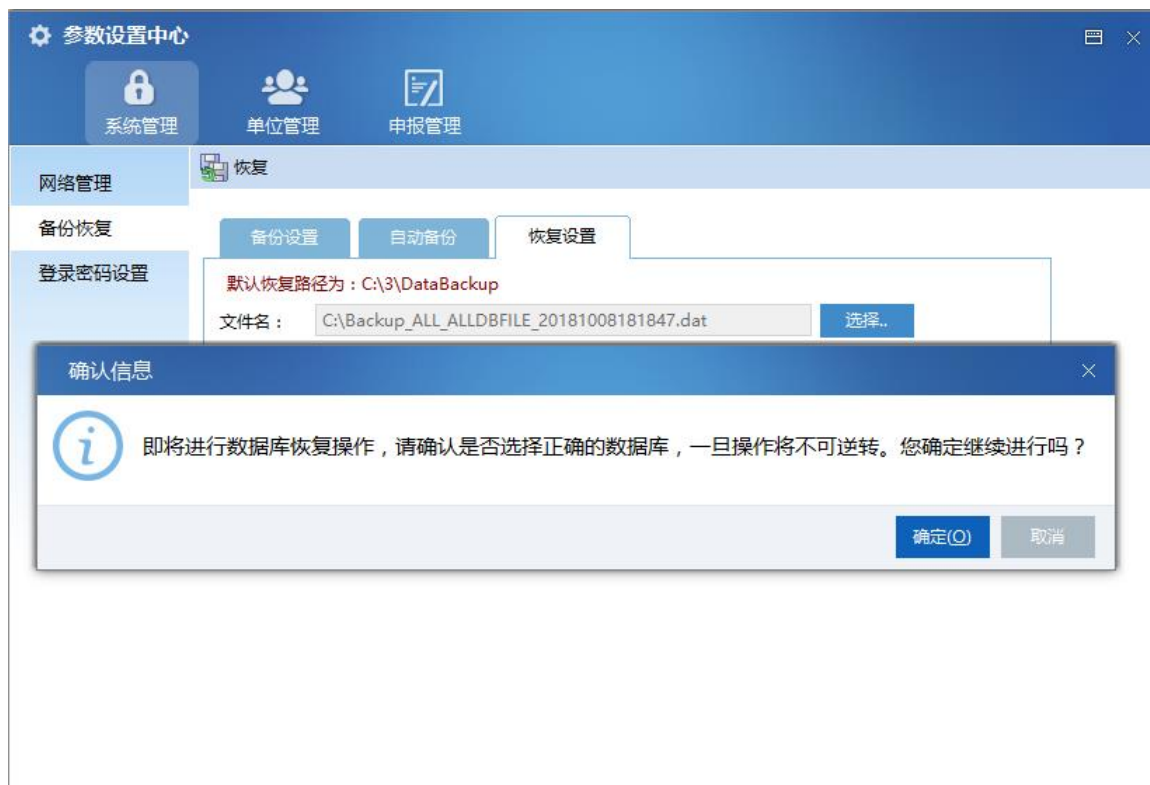 参数设置中心
系统管理 单位管理 申报管理
网络管理
备份恢复
登录密码设置
恢复
备份设置 自动备份 恢复设置
默认恢复路径为：C:\3\DataBackup
文件名： C:\Backup_ALL_ALLDBFILE_20181008181847.dat 选择..
确认信息
即将进行数据库恢复操作，请确认是否选择正确的数据库，一旦操作将不可逆转。您确定继续进行吗？
确定(O) 取消